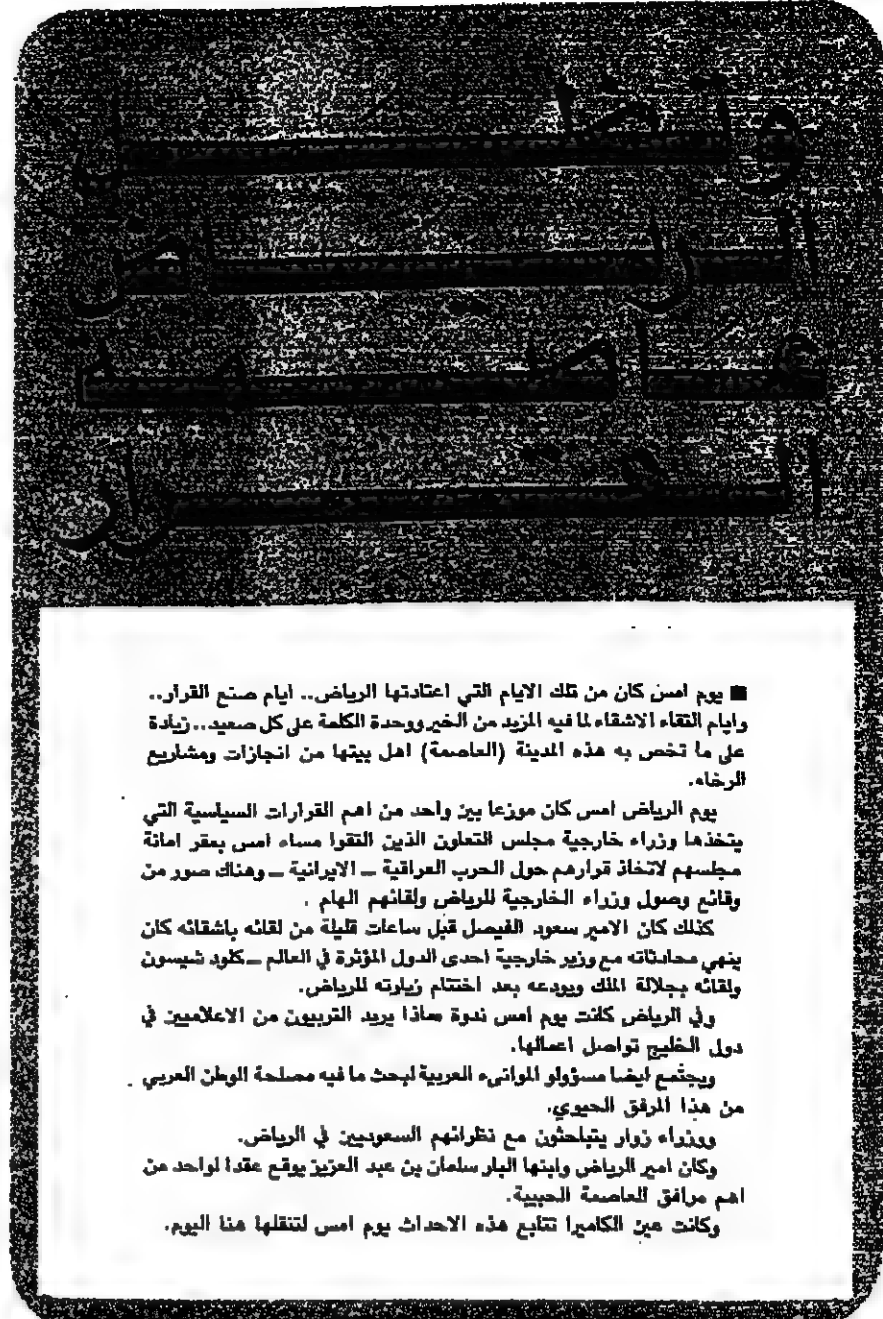 وتظل
الرياض
عاصمة
القرار
■ يوم امس كان من تلك الايام التي اعتادتها الرياض.. ايام صنع القرار..
وايام التقاء الاشقاء لما فيه المزيد من الخير ووحدة الكلمة على كل صعيد.. زيادة
على ما تخص به هذه المدينة (العاصمة) اهل بيتها من انجازات ومشاريع
الرخاء.
يوم الرياض امس كان موزعا بين واحد من اهم القرارات السياسية التي
يتخذها وزراء خارجية مجلس التعاون الذين التقوا مساء امس بمقر امانة
مجلسهم لاتخاذ قرارهم حول الحرب العراقية ــ الايرانية ــ وهناك صور من
وقائع وصول وزراء الخارجية للرياض ولقائهم الهام .
كذلك كان الامير سعود الفيصل قبل ساعات قليلة من لقائه باشقائه كان
ينهي محادثاته مع وزير خارجية احدى الدول المؤثرة في العالم ــ كلود شيسون
ولقائه بجلالة الملك ويودعه بعد اختتام زيارته للرياض.
وفي الرياض كانت يوم امس ندوة ماذا يريد التربيون من الاعلاميين في
دول الخليج تواصل اعمالها.
ويجتمع ايضا مسؤولو الموانىء العربية لبحث ما فيه مصلحة الوطن العربي
من هذا المرفق الحيوي.
ووزراء زوار يتباحثون مع نظرائهم السعوديين في الرياض.
وكان امير الرياض وابنها البار سلمان بن عبد العزيز يوقع عقدا لواحد من
اهم مرافق العاصمة الحبيبة.
وكانت عين الكاميرا تتابع هذه الاحداث يوم امس لتنقلها هنا اليوم.